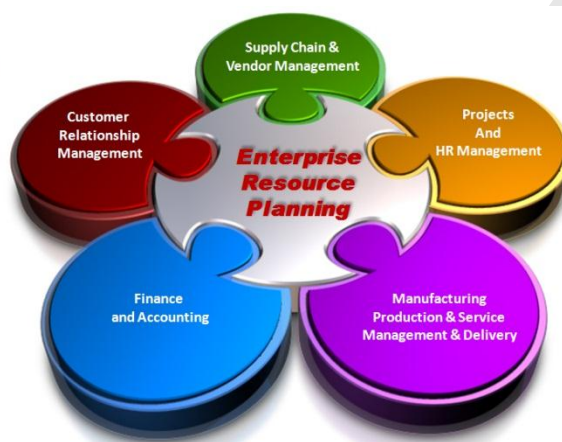 Supply Chain &
Vendor Management
Customer
Relationship
Management
Projects
And
HR Management
Enterprise
Resource
Planning
Finance
and Accounting
Manufacturing
Production & Service
Management & Delivery